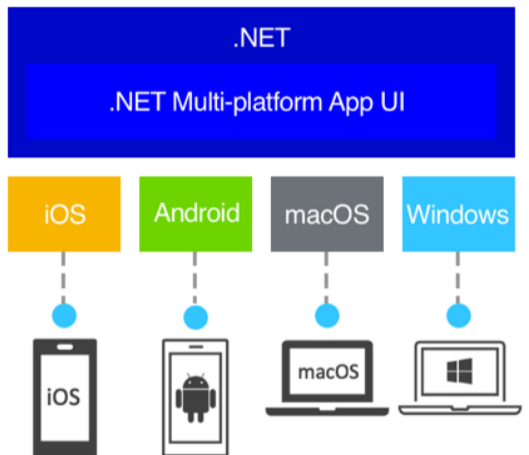 .NET
.NET Multi-platform App UI
iOS
Android
macOS
Windows
iOS
macOS